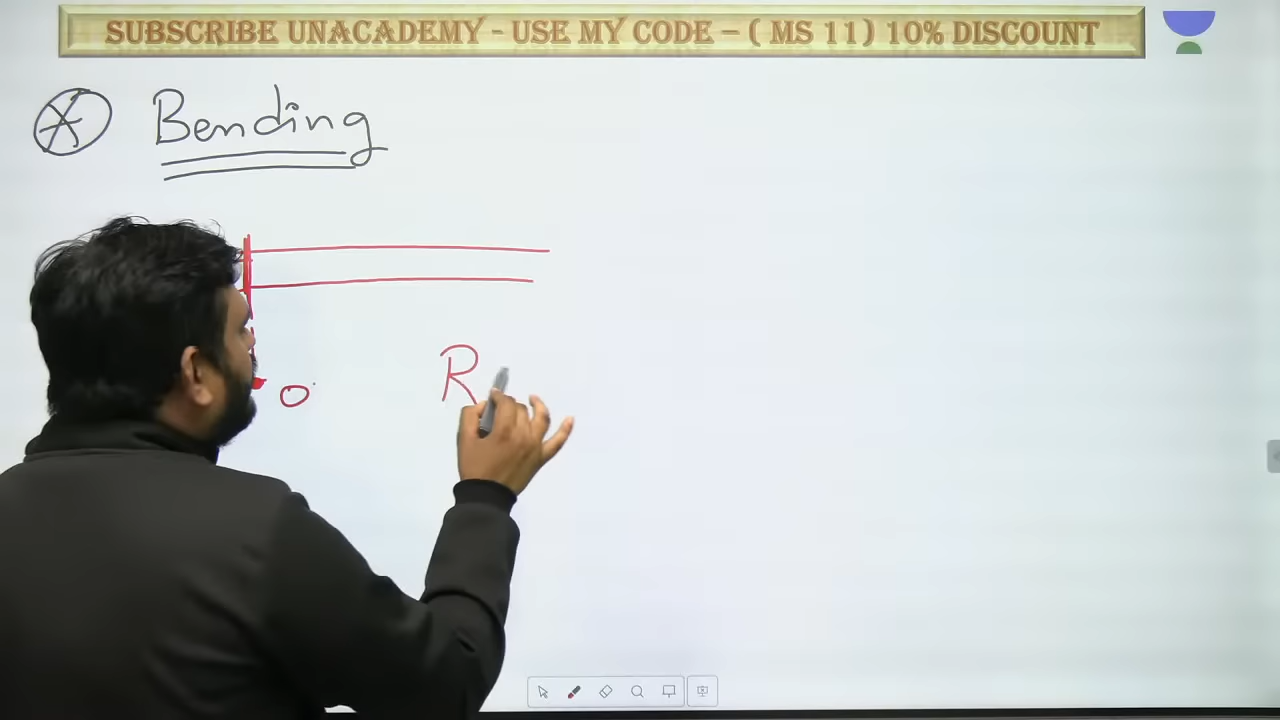 SUBSCRIBE UNACADEMY - USE MY CODE – ( MS 11 ) 10% DISCOUNT
Bending
O
R